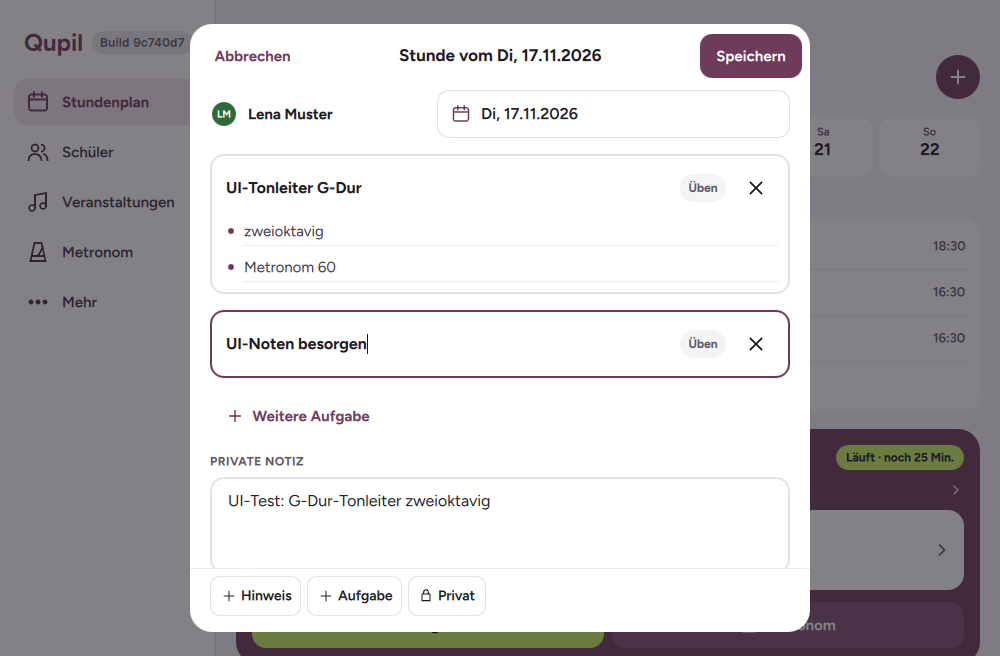 Qupil
Build 9c740d7
Stundenplan
Schüler
Veranstaltungen
Metronom
Mehr
Abbrechen
Stunde vom Di, 17.11.2026
Speichern
LM
Lena Muster
Di, 17.11.2026
UI-Tonleiter G-Dur
Üben
zweioktavig
Metronom 60
UI-Noten besorgen
Üben
Weitere Aufgabe
PRIVATE NOTIZ
UI-Test: G-Dur-Tonleiter zweioktavig
Hinweis
Aufgabe
Privat
Sa
21
So
22
18:30
16:30
16:30
Läuft · noch 25 Min.